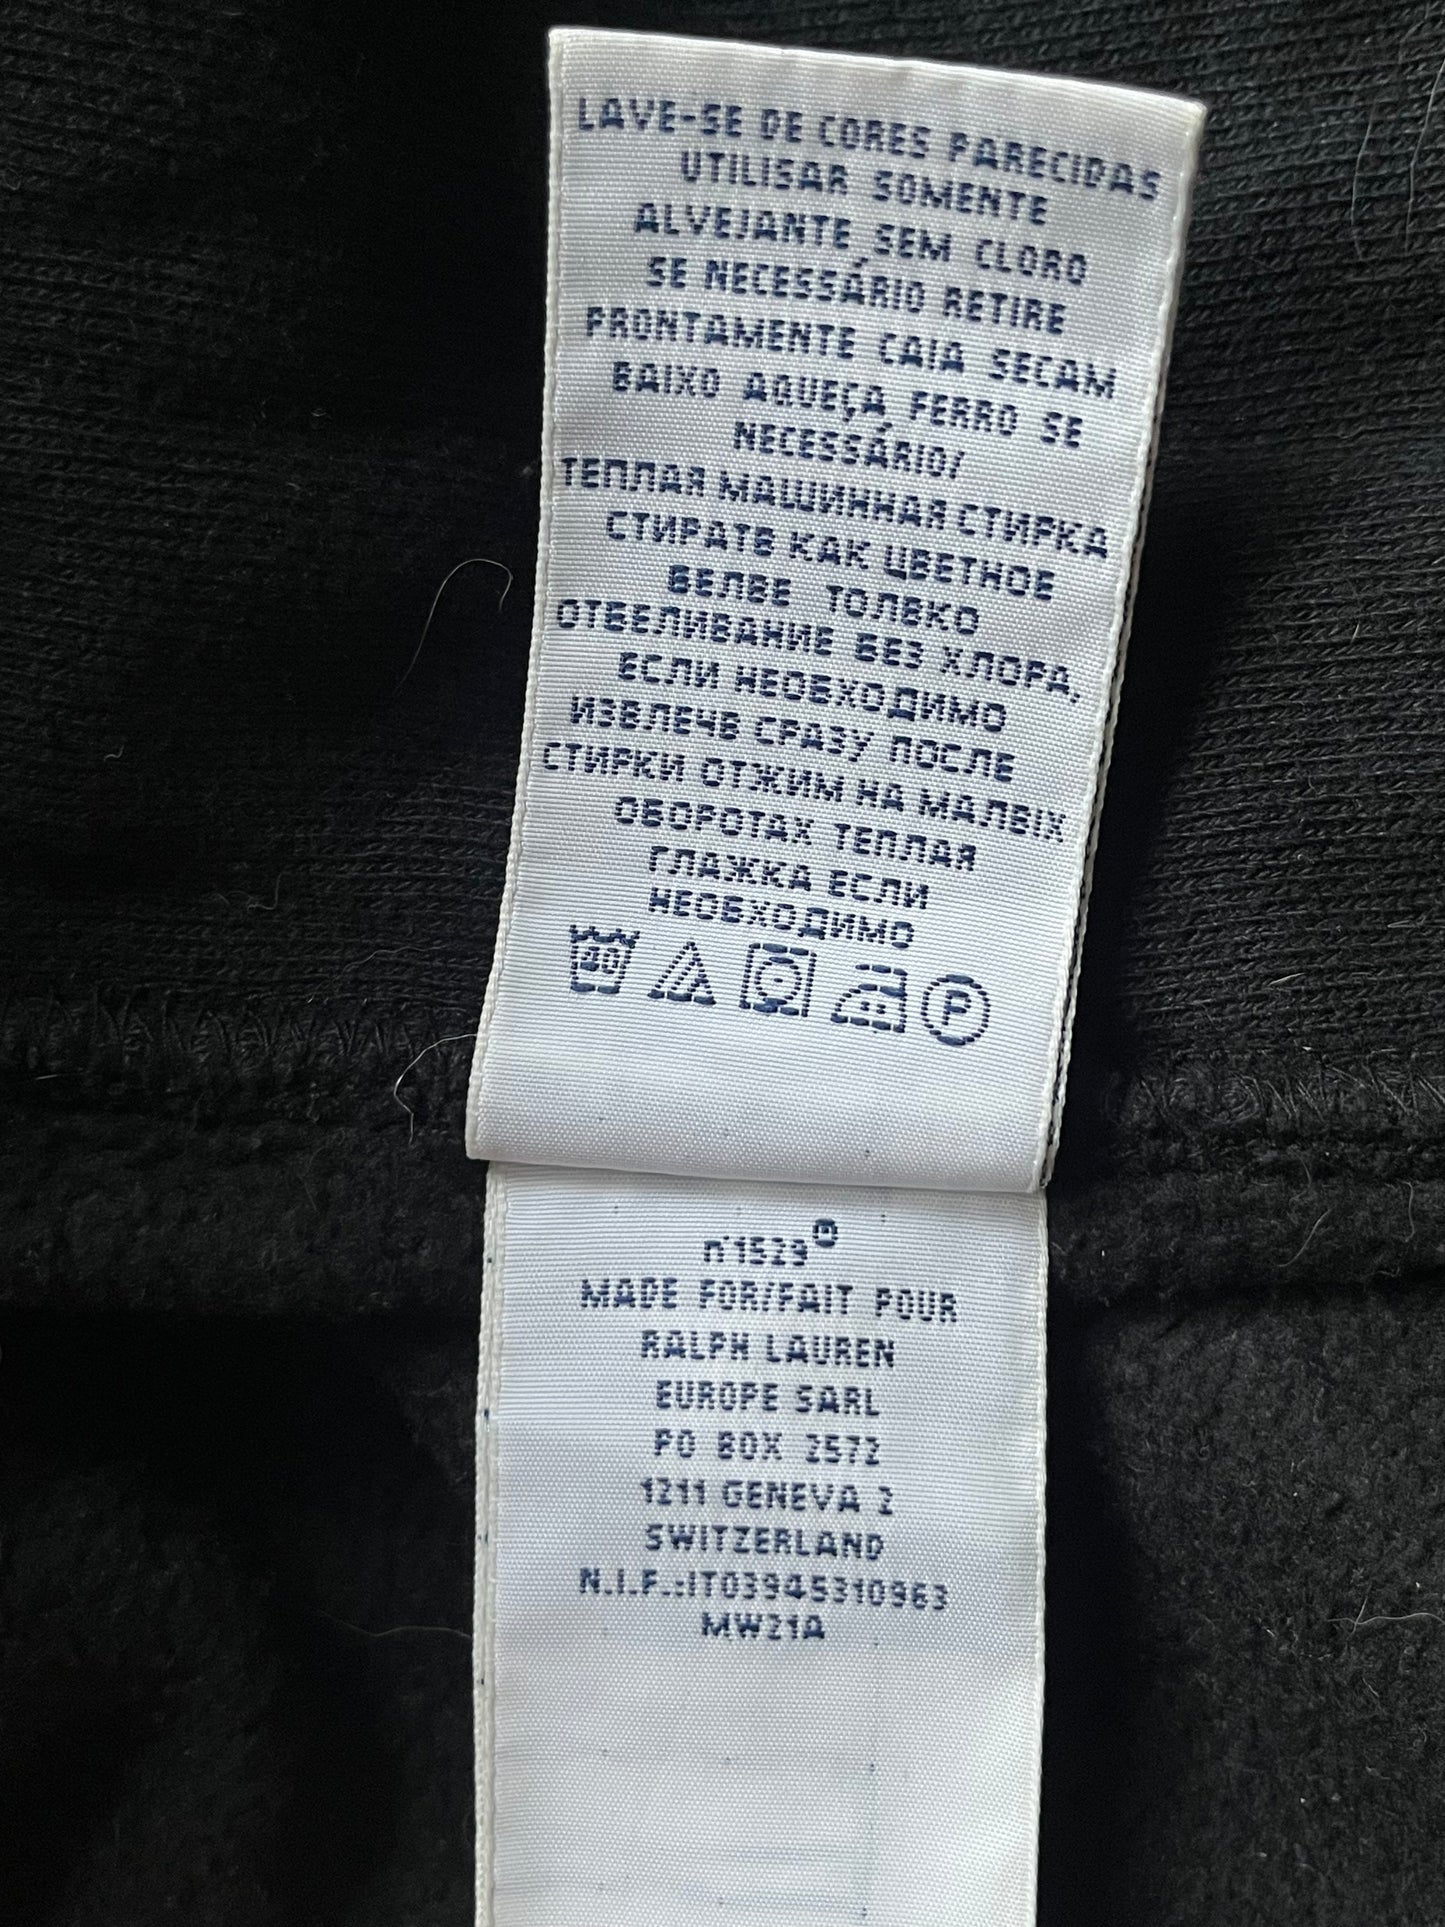 LAVE-SE DE CORES PARECIDAS
UTILISAR SOMENTE
ALVEJANTE SEM CLORO
SE NECESSÁRIO RETIRE
PRONTAMENTE CAIA SECAM
BAIXO AQUEÇA FERRO SE
NECESSÁRIO/
ТЕПЛАЯ МАШИННАЯ СТИРКА
СТИРАТЬ КАК ЦВЕТНОЕ
БЕЛЬЕ ТОЛЬКО
ОТБЕЛИВАНИЕ БЕЗ ХЛОРА,
ЕСЛИ НЕОБХОДИМО
ИЗВЛЕЧЬ СРАЗУ ПОСЛЕ
СТИРКИ ОТЖИМ НА МАЛЫХ
ОБОРОТАХ ТЕПЛАЯ
ГЛАЖКА ЕСЛИ
НЕОБХОДИМО
40 P
n°1529
MADE FOR/FAIT POUR
RALPH LAUREN
EUROPE SARL
PO BOX 2572
1211 GENEVA 2
SWITZERLAND
N.I.F.:IT03945310963
MW21A